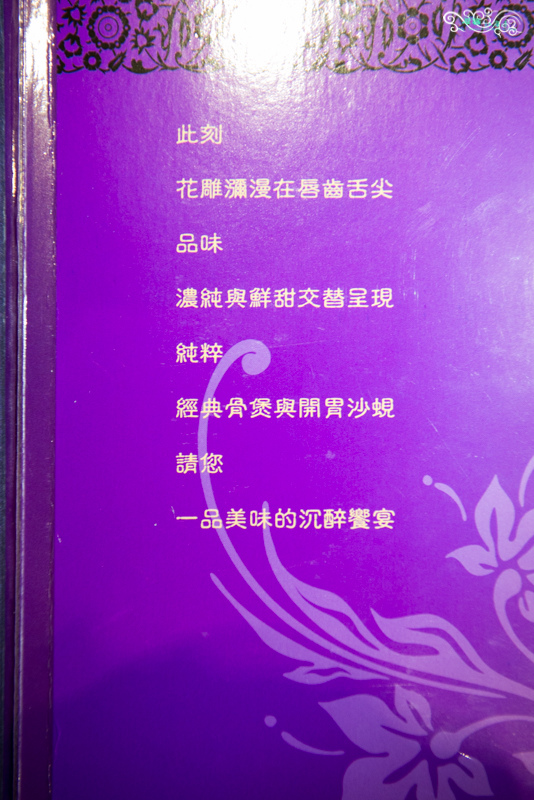 此刻
花雕瀰漫在唇齒舌尖
品味
濃純與鮮甜交替呈現
純粹
經典骨煲與開胃沙蜆
請您
一品美味的沉醉饗宴